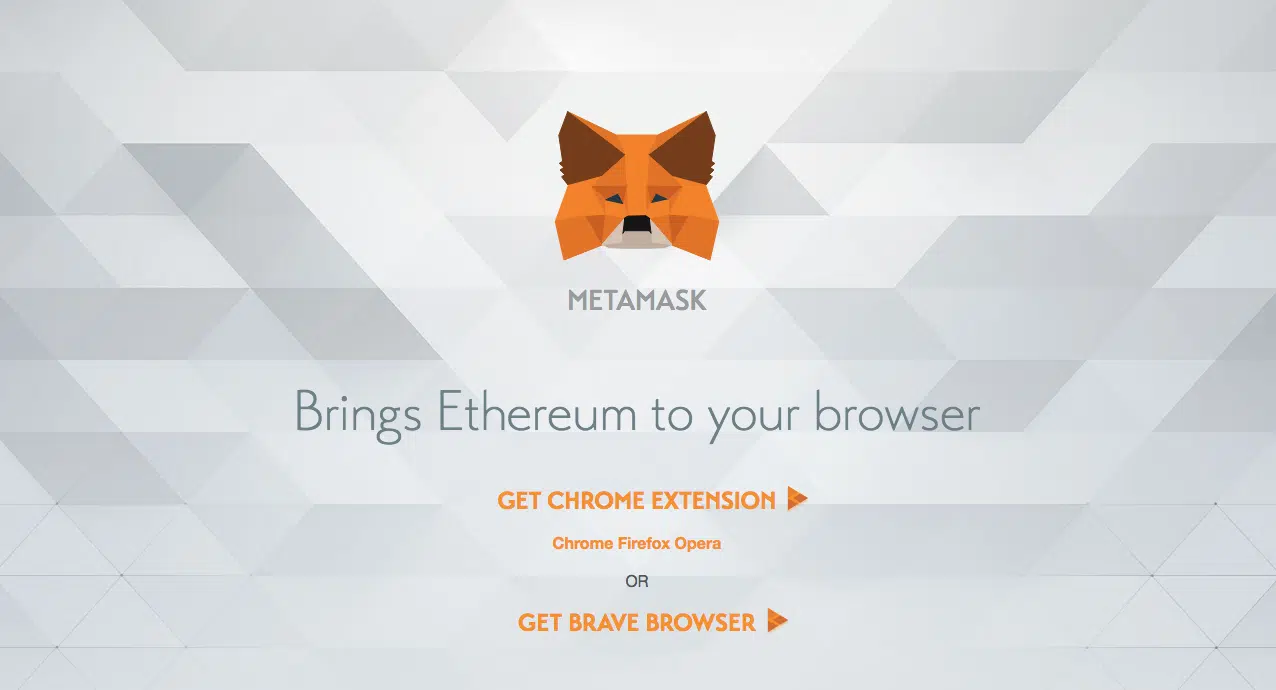 METAMASK
Brings Ethereum to your browser
GET CHROME EXTENSION
Chrome Firefox Opera
OR
GET BRAVE BROWSER